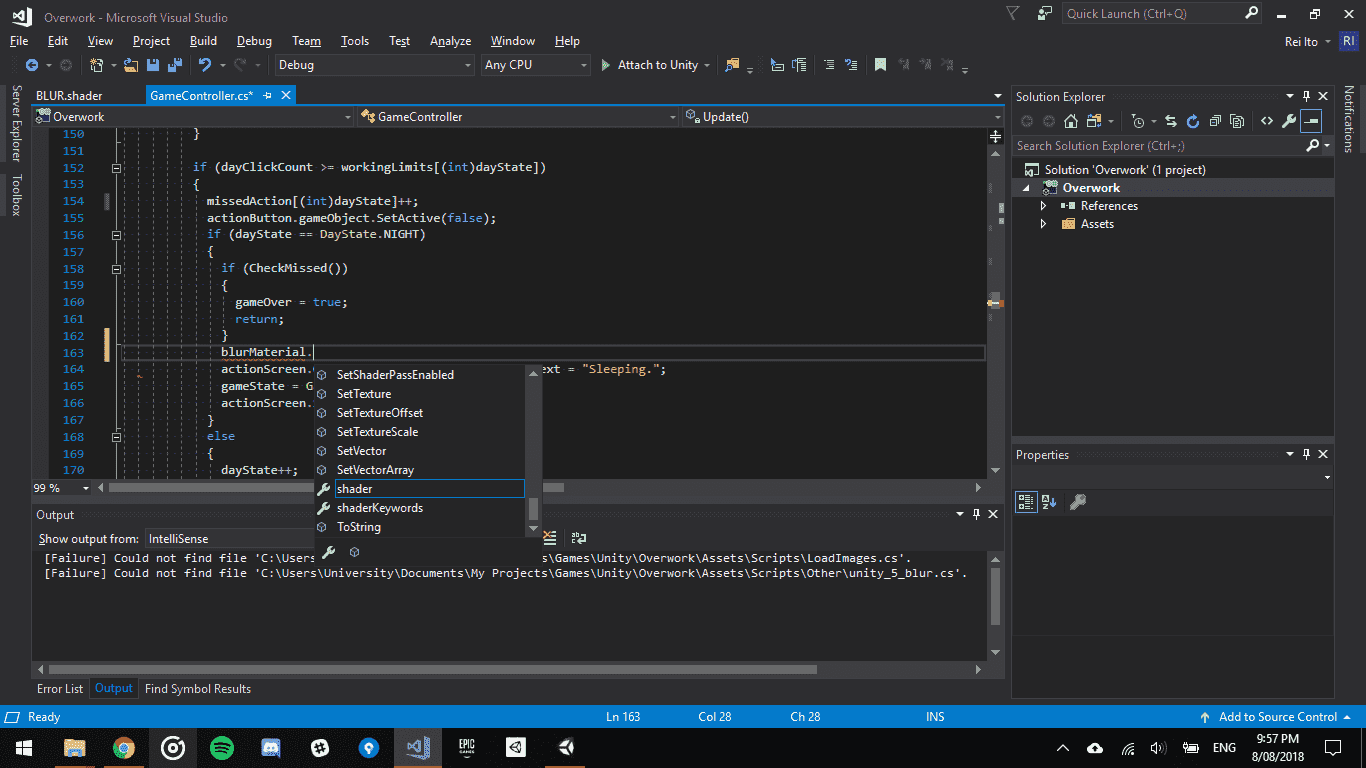 Overwork - Microsoft Visual Studio
Quick Launch (Ctrl+Q)
File Edit View Project Build Debug Team Tools Test Analyze Window Help
Rei Ito RI
Debug Any CPU Attach to Unity
Server Explorer
Toolbox
BLUR.shader GameController.cs*
Overwork GameController Update()
150 }
151
152 if (dayClickCount >= workingLimits[(int)dayState])
153 {
154 missedAction[(int)dayState]++;
155 actionButton.gameObject.SetActive(false);
156 if (dayState == DayState.NIGHT)
157 {
158 if (CheckMissed())
159 {
160 gameOver = true;
161 return;
162 }
163 blurMaterial.
164 actionScreen. ext = "Sleeping.";
165 gameState = G
166 actionScreen.
167 }
168 else
169 {
170 dayState++;
SetShaderPassEnabled
SetTexture
SetTextureOffset
SetTextureScale
SetVector
SetVectorArray
shader
shaderKeywords
ToString
99 %
Output
Show output from: IntelliSense
[Failure] Could not find file 'C:\Users s\Games\Unity\Overwork\Assets\Scripts\LoadImages.cs'.
[Failure] Could not find file 'C:\Users\University\Documents\My Projects\Games\Unity\Overwork\Assets\Scripts\Other\unity_5_blur.cs'.
Error List Output Find Symbol Results
Solution Explorer
Search Solution Explorer (Ctrl+;)
Solution 'Overwork' (1 project)
Overwork
References
Assets
Properties
Notifications
Ready Ln 163 Col 28 Ch 28 INS Add to Source Control
EPIC GAMES
ENG
9:57 PM
8/08/2018